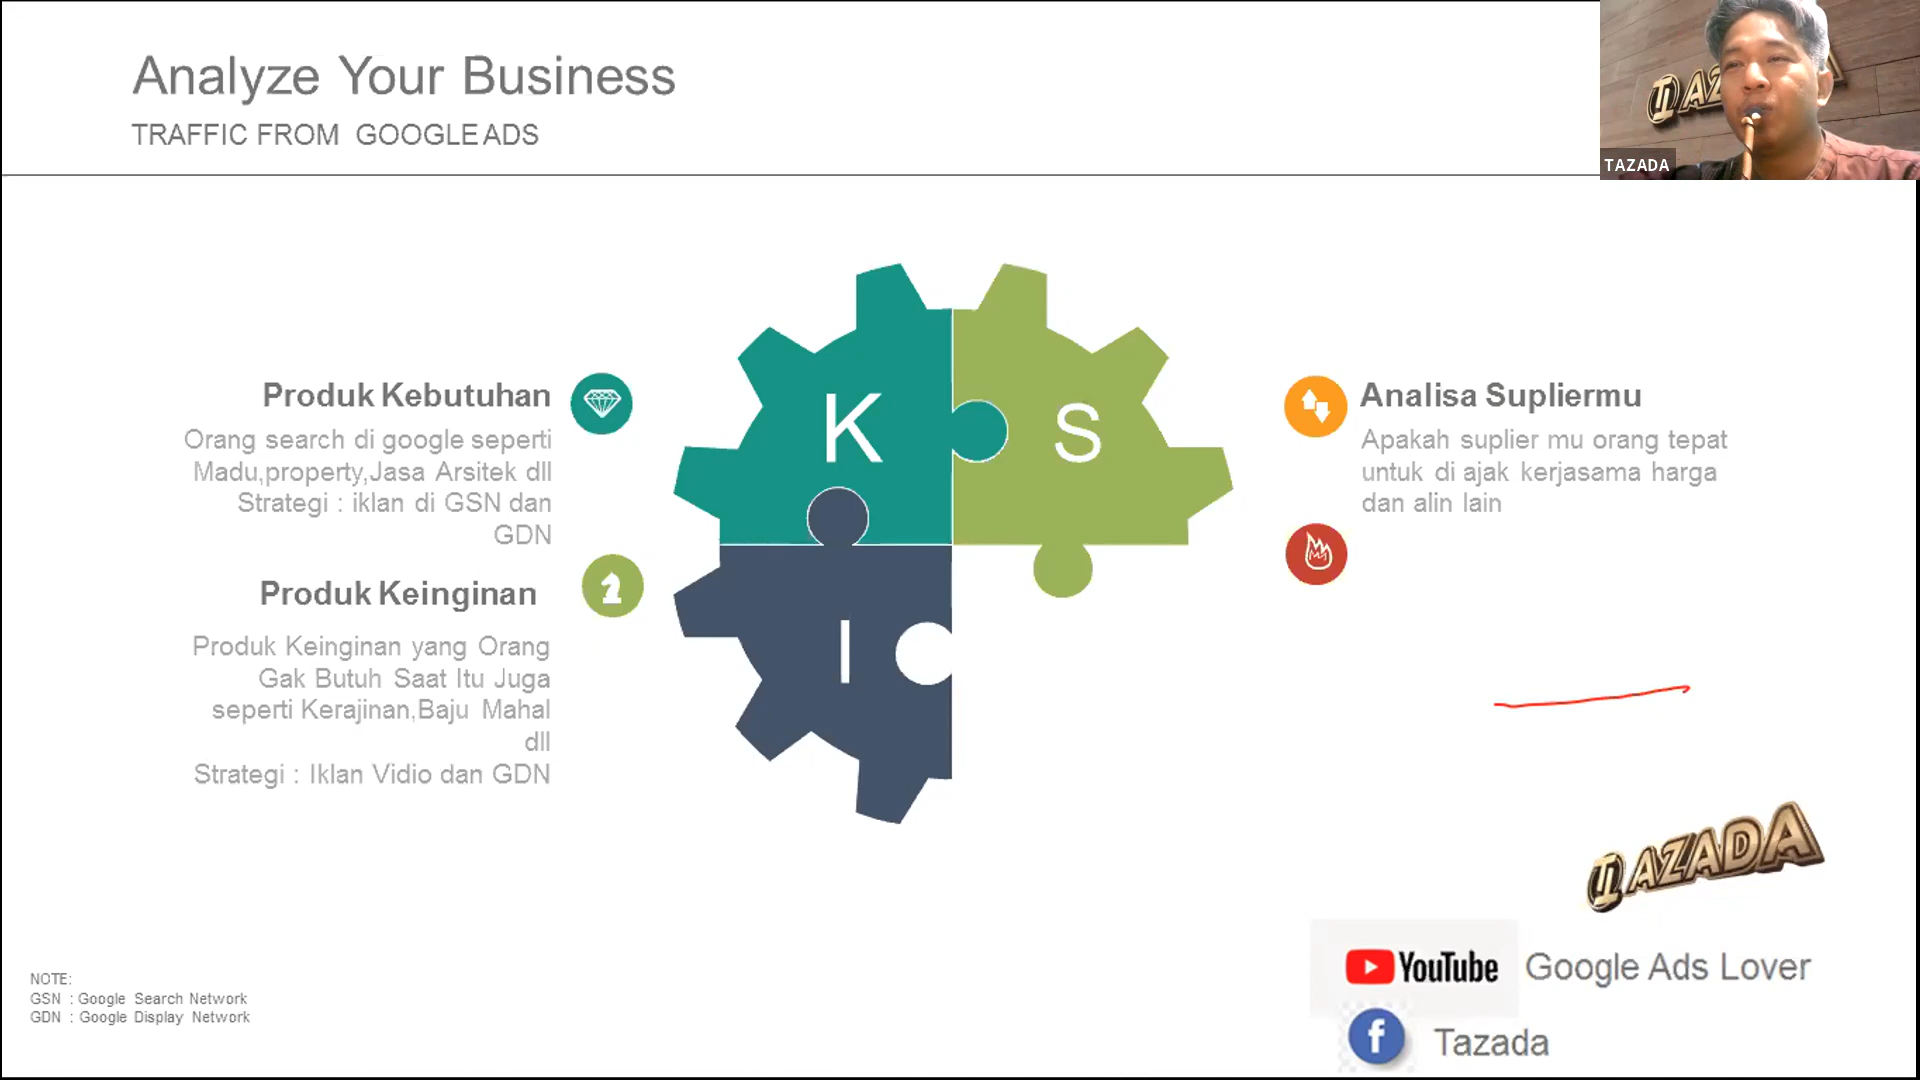 Analyze Your Business
TRAFFIC FROM GOOGLE ADS
TAZADA
Produk Kebutuhan
Orang search di google seperti
Madu,property,Jasa Arsitek dll
Strategi : iklan di GSN dan
GDN
Produk Keinginan
Produk Keinginan yang Orang
Gak Butuh Saat Itu Juga
seperti Kerajinan,Baju Mahal
dll
Strategi : Iklan Vidio dan GDN
K
S
I
Analisa Supliermu
Apakah suplier mu orang tepat
untuk di ajak kerjasama harga
dan alin lain
TAZADA
YouTube Google Ads Lover
f Tazada
NOTE:
GSN : Google Search Network
GDN : Google Display Network